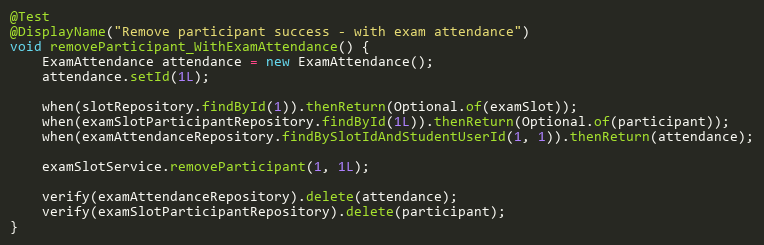 @Test
@DisplayName("Remove participant success - with exam attendance")
void removeParticipant_WithExamAttendance() {
    ExamAttendance attendance = new ExamAttendance();
    attendance.setId(1L);

    when(slotRepository.findById(1)).thenReturn(Optional.of(examSlot));
    when(examSlotParticipantRepository.findById(1L)).thenReturn(Optional.of(participant));
    when(examAttendanceRepository.findBySlotIdAndStudentUserId(1, 1)).thenReturn(attendance);

    examSlotService.removeParticipant(1, 1L);

    verify(examAttendanceRepository).delete(attendance);
    verify(examSlotParticipantRepository).delete(participant);
}